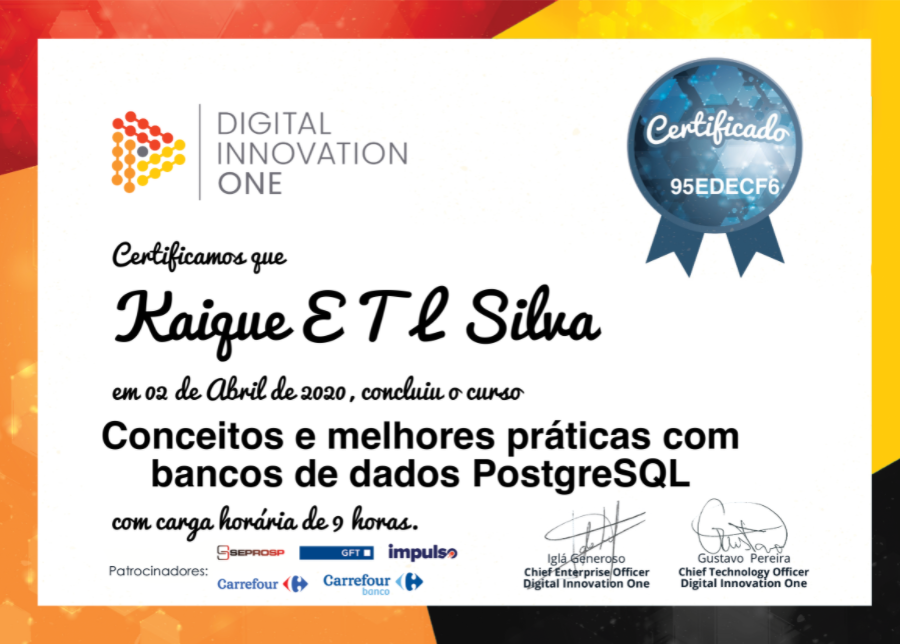 DIGITAL
INNOVATION
ONE
Certificado
95EDECF6
Certificamos que
Kaique E T L Silva
em 02 de Abril de 2020, concluiu o curso
Conceitos e melhores práticas com
bancos de dados PostgreSQL
com carga horária de 9 horas.
Patrocinadores:
SEPROSP
GFT
impulso
Carrefour
Carrefour
banco
Iglá Generoso
Chief Enterprise Officer
Digital Innovation One
Gustavo
Gustavo Pereira
Chief Technology Officer
Digital Innovation One